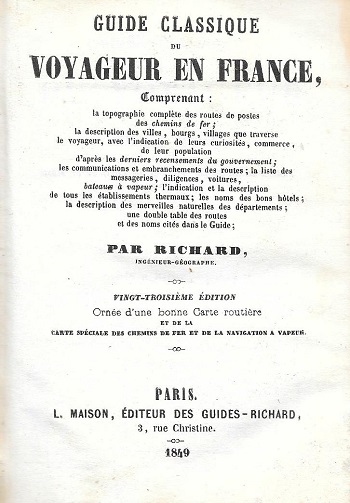 GUIDE CLASSIQUE
DU
VOYAGEUR EN FRANCE,
Comprenant :
la topographie complète des routes de postes
des chemins de fer ;
la description des villes, bourgs, villages que traverse
le voyageur, avec l'indication de leurs curiosités, commerce,
de leur population
d'après les derniers recensements du gouvernement ;
les communications et embranchements des routes ; la liste des
messageries, diligences, voitures,
bateaux à vapeur ; l'indication et la description
de tous les établissements thermaux ; les noms des bons hôtels ;
la description des merveilles naturelles des départements ;
une double table des routes
et des noms cités dans le Guide ;
PAR RICHARD,
INGÉNIEUR-GÉOGRAPHE.
VINGT-TROISIÈME ÉDITION
Ornée d'une bonne Carte routière
ET DE LA
CARTE SPÉCIALE DES CHEMINS DE FER ET DE LA NAVIGATION A VAPEUR.
PARIS.
L. MAISON, ÉDITEUR DES GUIDES-RICHARD,
3, rue Christine.
1849